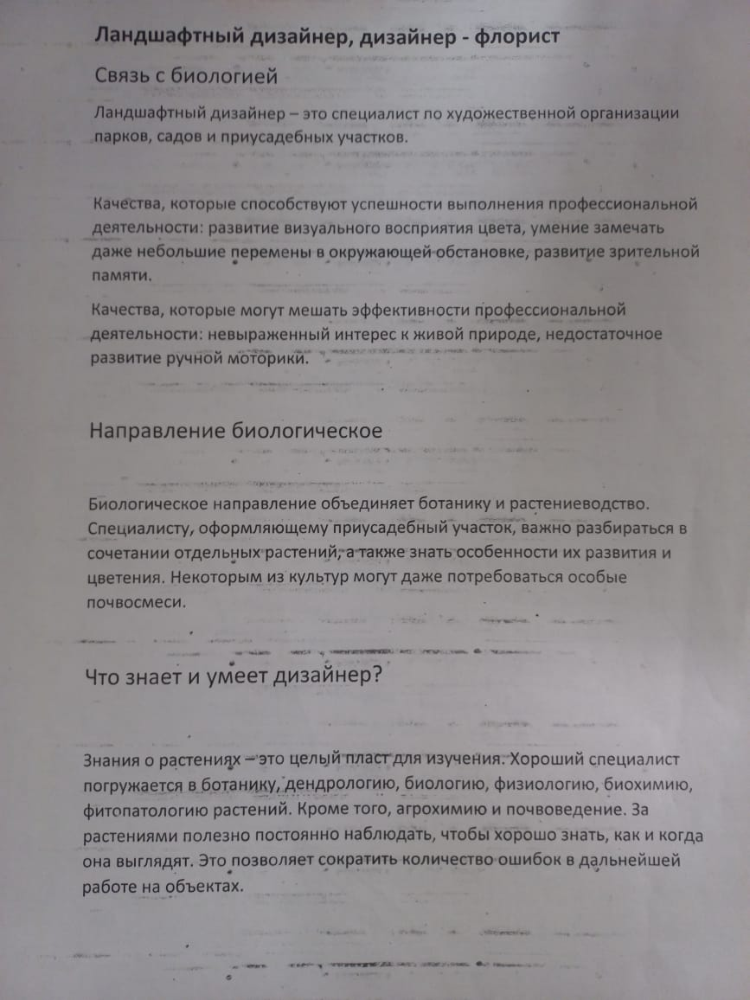 Ландшафтный дизайнер, дизайнер - флорист
Связь с биологией
Ландшафтный дизайнер – это специалист по художественной организации
парков, садов и приусадебных участков.
Качества, которые способствуют успешности выполнения профессиональной
деятельности: развитие визуального восприятия цвета, умение замечать
даже небольшие перемены в окружающей обстановке, развитие зрительной
памяти.
Качества, которые могут мешать эффективности профессиональной
деятельности: невыраженный интерес к живой природе, недостаточное
развитие ручной моторики.
Направление биологическое
Биологическое направление объединяет ботанику и растениеводство.
Специалисту, оформляющему приусадебный участок, важно разбираться в
сочетании отдельных растений, а также знать особенности их развития и
цветения. Некоторым из культур могут даже потребоваться особые
почвосмеси.
Что знает и умеет дизайнер?
Знания о растениях – это целый пласт для изучения. Хороший специалист
погружается в ботанику, дендрологию, биологию, физиологию, биохимию,
фитопатологию растений. Кроме того, агрохимию и почвоведение. За
растениями полезно постоянно наблюдать, чтобы хорошо знать, как и когда
она выглядят. Это позволяет сократить количество ошибок в дальнейшей
работе на объектах.